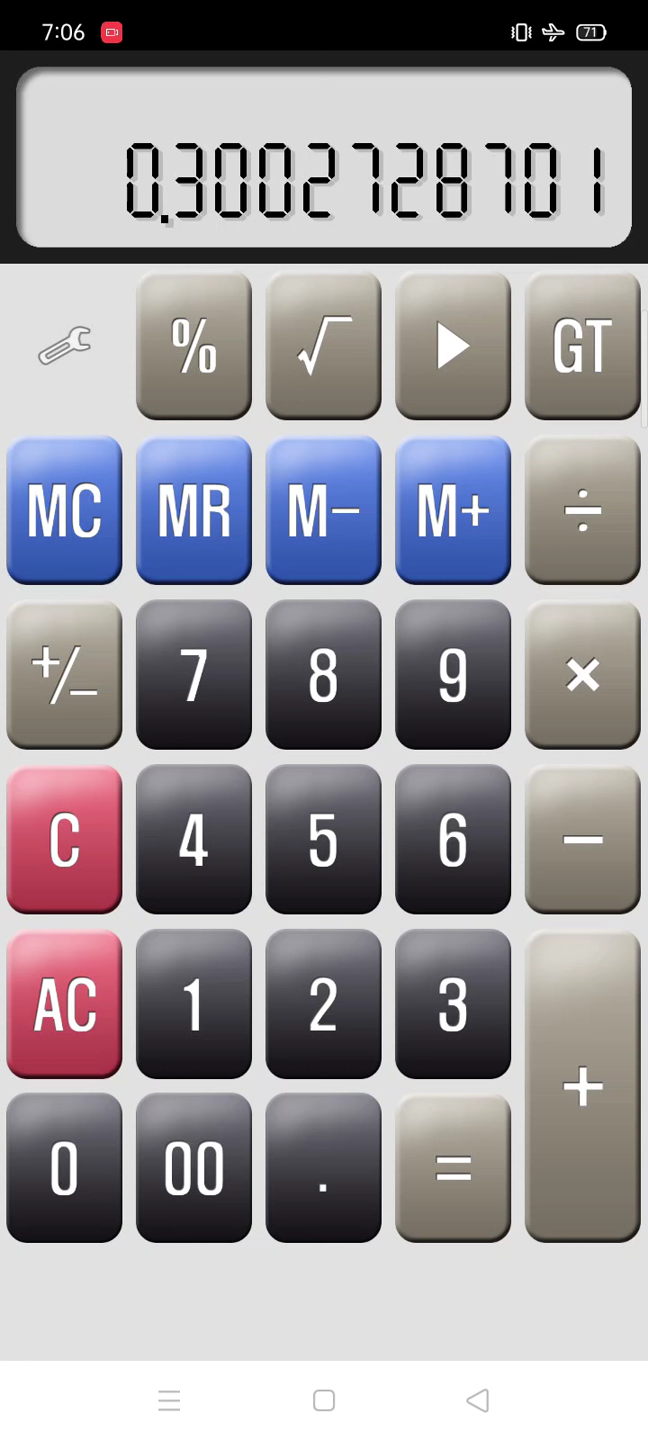 7:06 71
0.3002728701
% √ GT
MC MR M− M+ ÷
+/− 7 8 9 ×
C 4 5 6 −
AC 1 2 3
+
0 00 . =